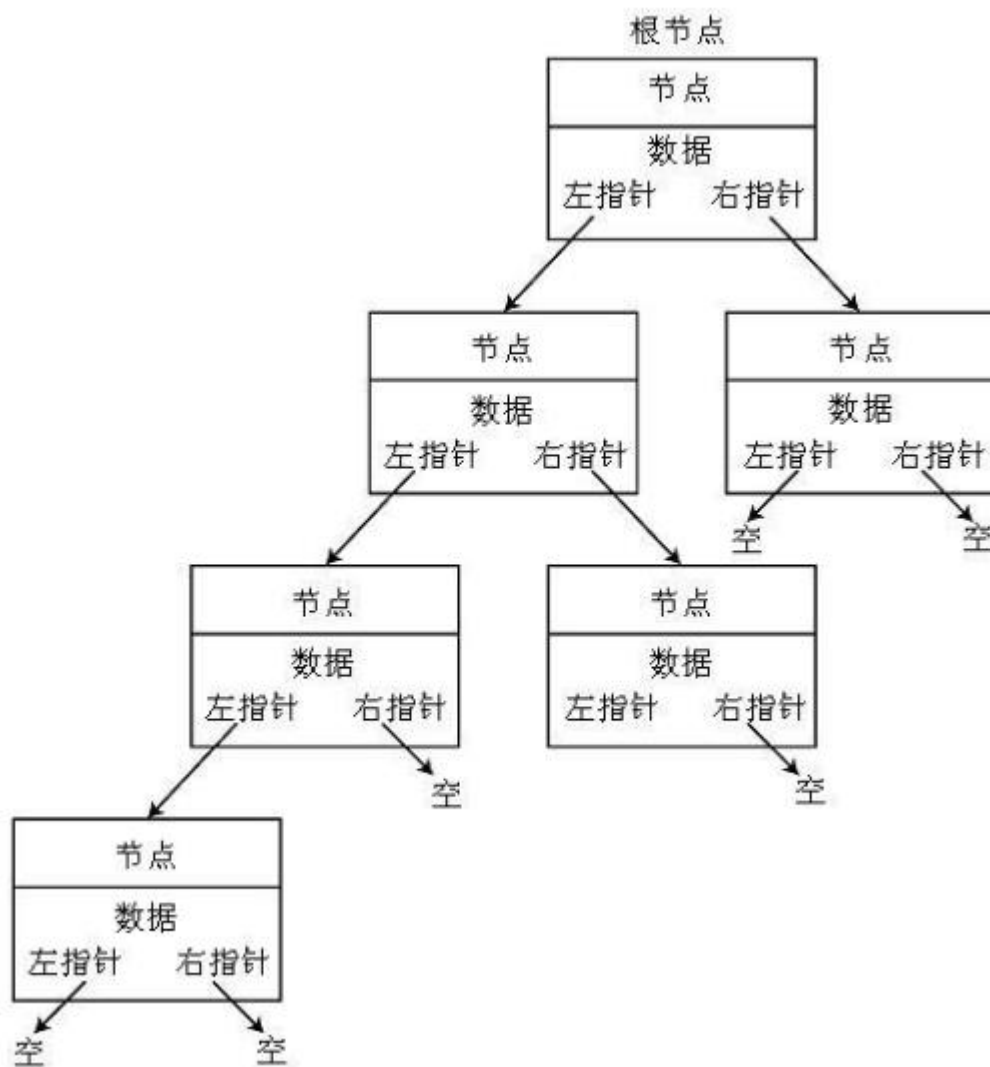 根节点
节点
数据
左指针 右指针
节点
数据
左指针 右指针
节点
数据
左指针 右指针
空 空
节点
数据
左指针 右指针
空
节点
数据
左指针 右指针
空
节点
数据
左指针 右指针
空 空